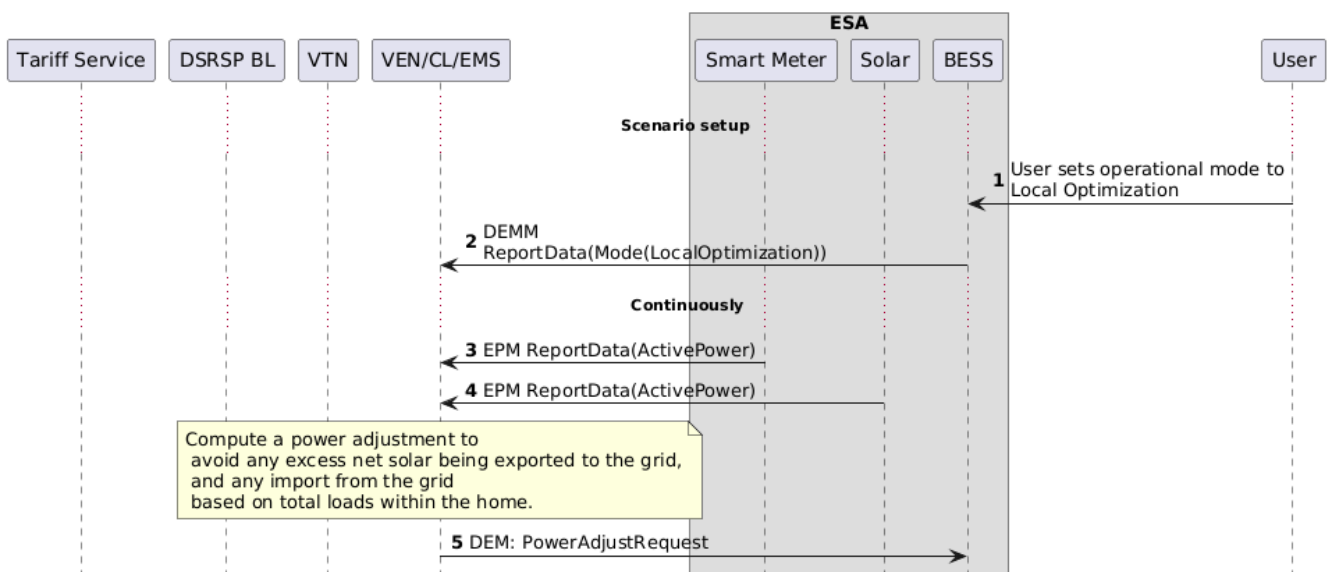 ESA
Tariff Service
DSRSP BL
VTN
VEN/CL/EMS
Smart Meter
Solar
BESS
User
Scenario setup
1 User sets operational mode to
Local Optimization
2 DEMM
ReportData(Mode(LocalOptimization))
Continuously
3 EPM ReportData(ActivePower)
4 EPM ReportData(ActivePower)
Compute a power adjustment to
avoid any excess net solar being exported to the grid,
and any import from the grid
based on total loads within the home.
5 DEM: PowerAdjustRequest